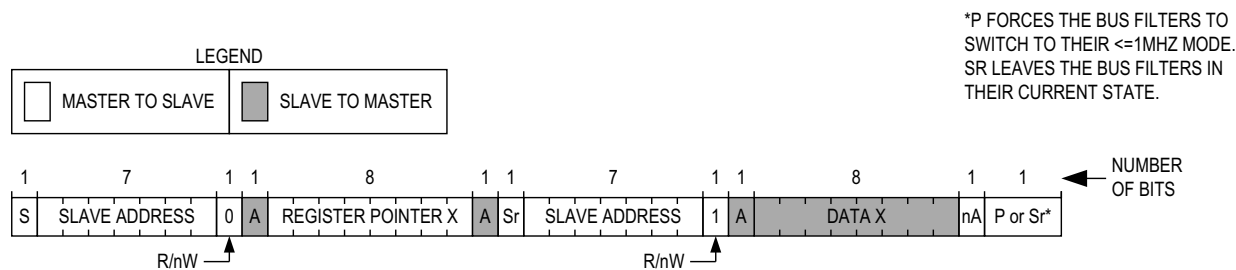 *P FORCES THE BUS FILTERS TO
SWITCH TO THEIR <=1MHZ MODE.
SR LEAVES THE BUS FILTERS IN
THEIR CURRENT STATE.
LEGEND
MASTER TO SLAVE SLAVE TO MASTER
1 7 1 1 8 1 1 7 1 1 8 1 1 NUMBER
OF BITS
S SLAVE ADDRESS 0 A REGISTER POINTER X A Sr SLAVE ADDRESS 1 A DATA X nA P or Sr*
R/nW R/nW